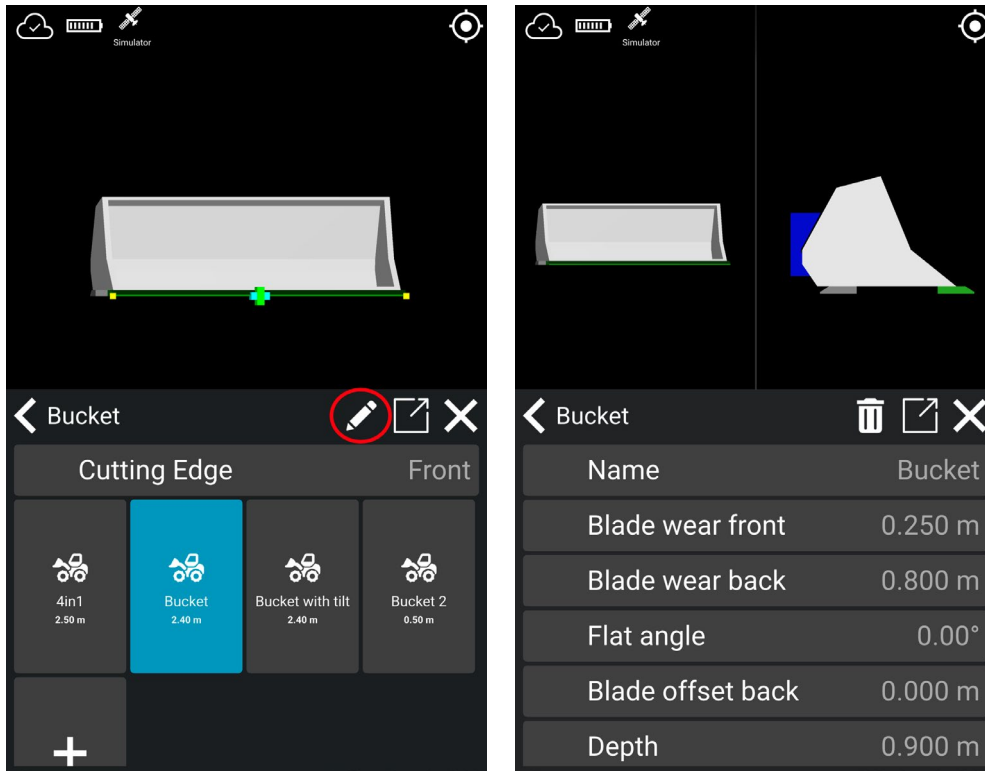 Simulator
Bucket
Cutting Edge Front
4in1
2.50 m
Bucket
2.40 m
Bucket with tilt
2.40 m
Bucket 2
0.50 m
+
Simulator
Bucket
Name Bucket
Blade wear front 0.250 m
Blade wear back 0.800 m
Flat angle 0.00°
Blade offset back 0.000 m
Depth 0.900 m